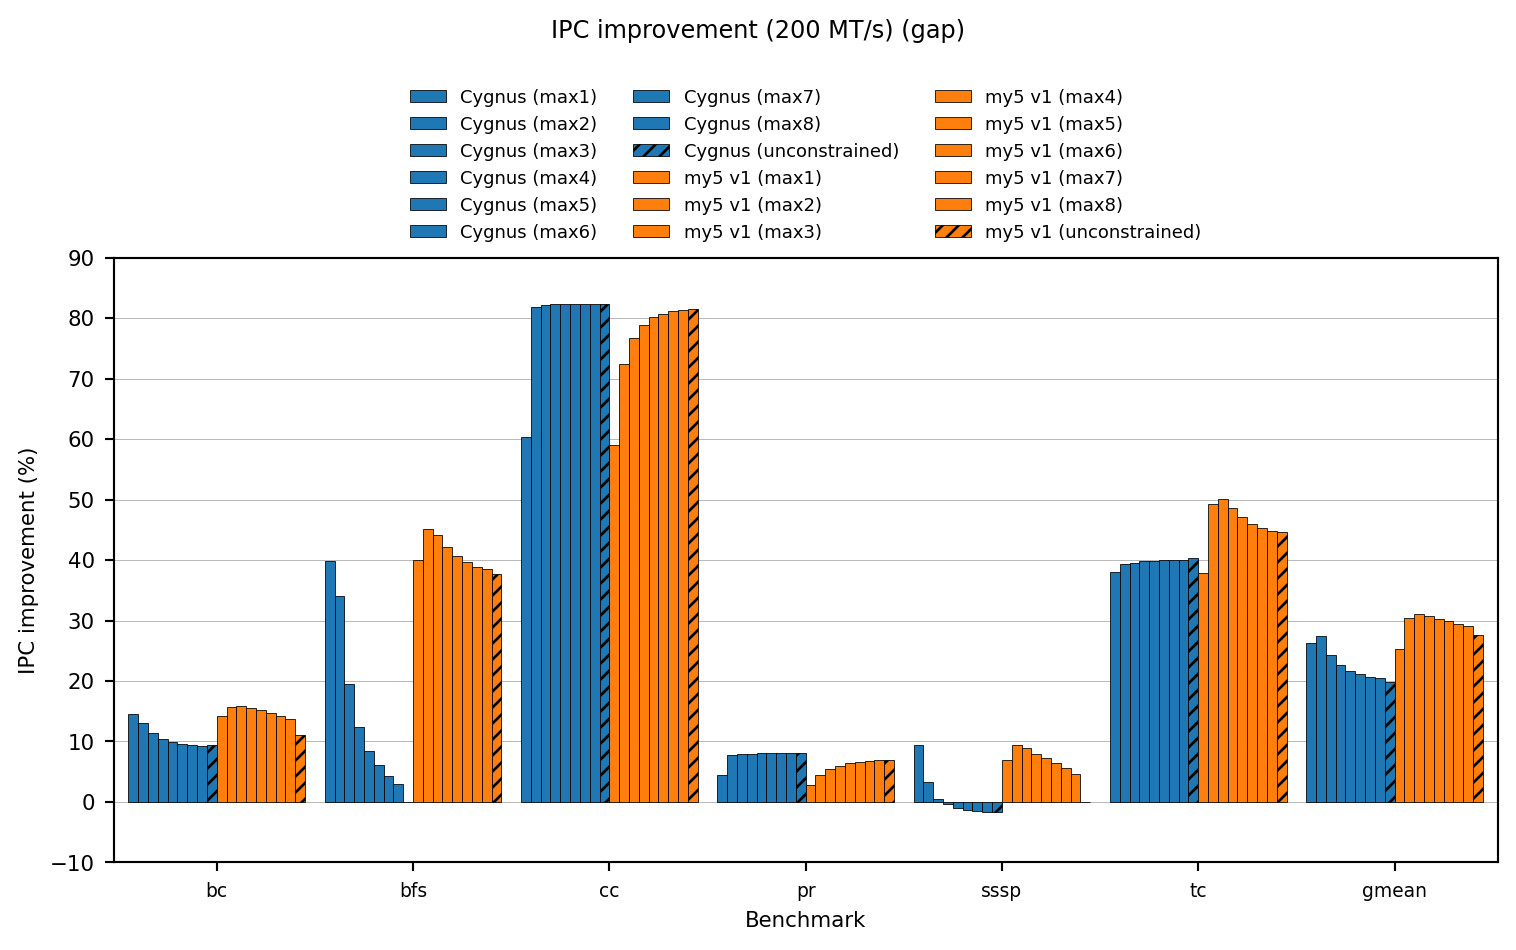 IPC improvement (200 MT/s) (gap)
Cygnus (max1)
Cygnus (max2)
Cygnus (max3)
Cygnus (max4)
Cygnus (max5)
Cygnus (max6)
Cygnus (max7)
Cygnus (max8)
Cygnus (unconstrained)
my5 v1 (max1)
my5 v1 (max2)
my5 v1 (max3)
my5 v1 (max4)
my5 v1 (max5)
my5 v1 (max6)
my5 v1 (max7)
my5 v1 (max8)
my5 v1 (unconstrained)
IPC improvement (%)
90
80
70
60
50
40
30
20
10
0
−10
bc bfs cc pr sssp tc gmean
Benchmark